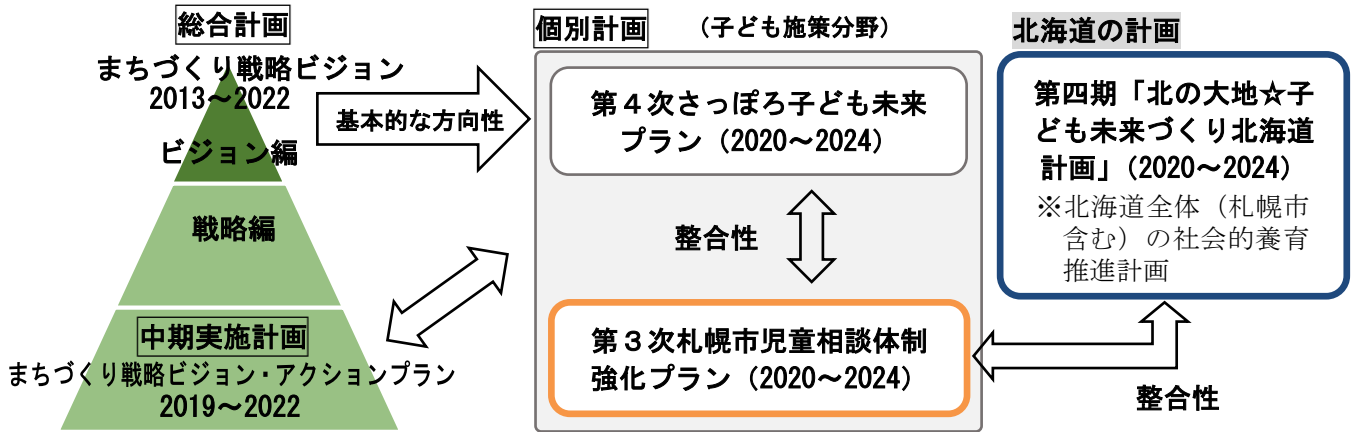 総合計画
まちづくり戦略ビジョン
2013～2022
ビジョン編
戦略編
中期実施計画
まちづくり戦略ビジョン・アクションプラン
2019～2022
基本的な方向性
個別計画　（子ども施策分野）
第４次さっぽろ子ども未来
プラン（2020～2024）
整合性
第３次札幌市児童相談体制
強化プラン（2020～2024）
北海道の計画
第四期「北の大地☆子
ども未来づくり北海道
計画」（2020～2024）
※北海道全体（札幌市
含む）の社会的養育
推進計画
整合性